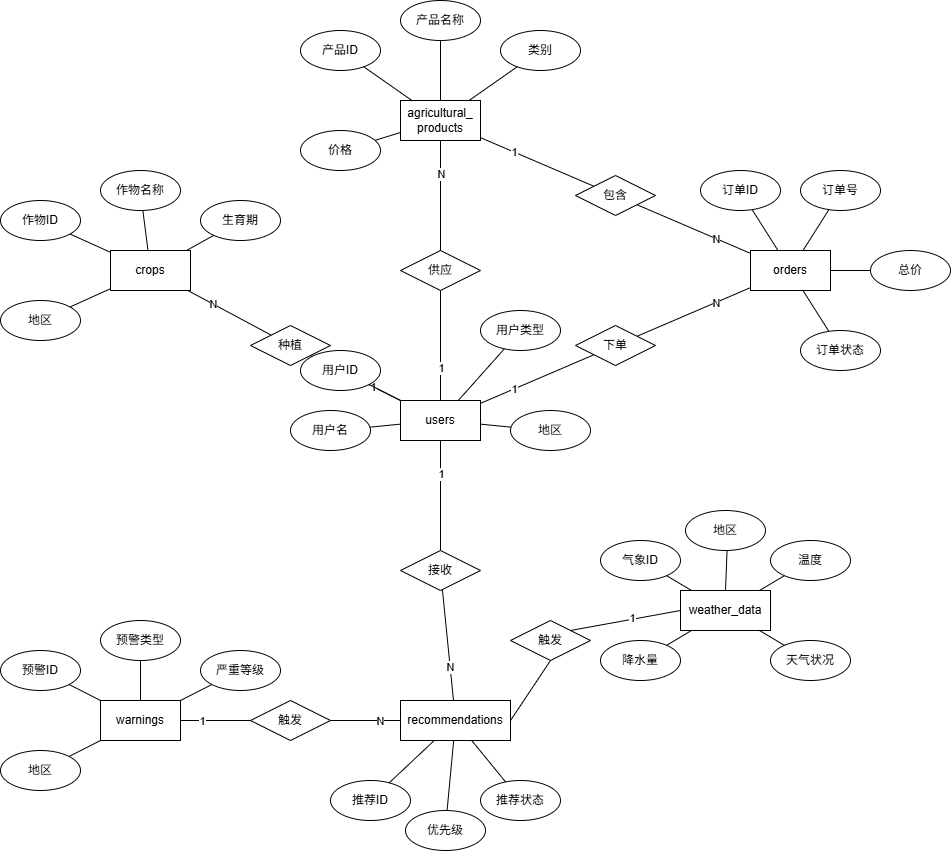 产品名称
产品ID
类别
agricultural_
products
价格
1
N
作物名称
订单ID
订单号
包含
作物ID
生育期
N
crops
供应
orders
总价
N
N
地区
用户类型
种植
下单
订单状态
用户ID
1
1
1
users
用户名
地区
1
地区
气象ID
温度
接收
weather_data
1
预警类型
触发
预警ID
严重等级
N
降水量
天气状况
warnings
1
触发
N
recommendations
地区
推荐ID
推荐状态
优先级